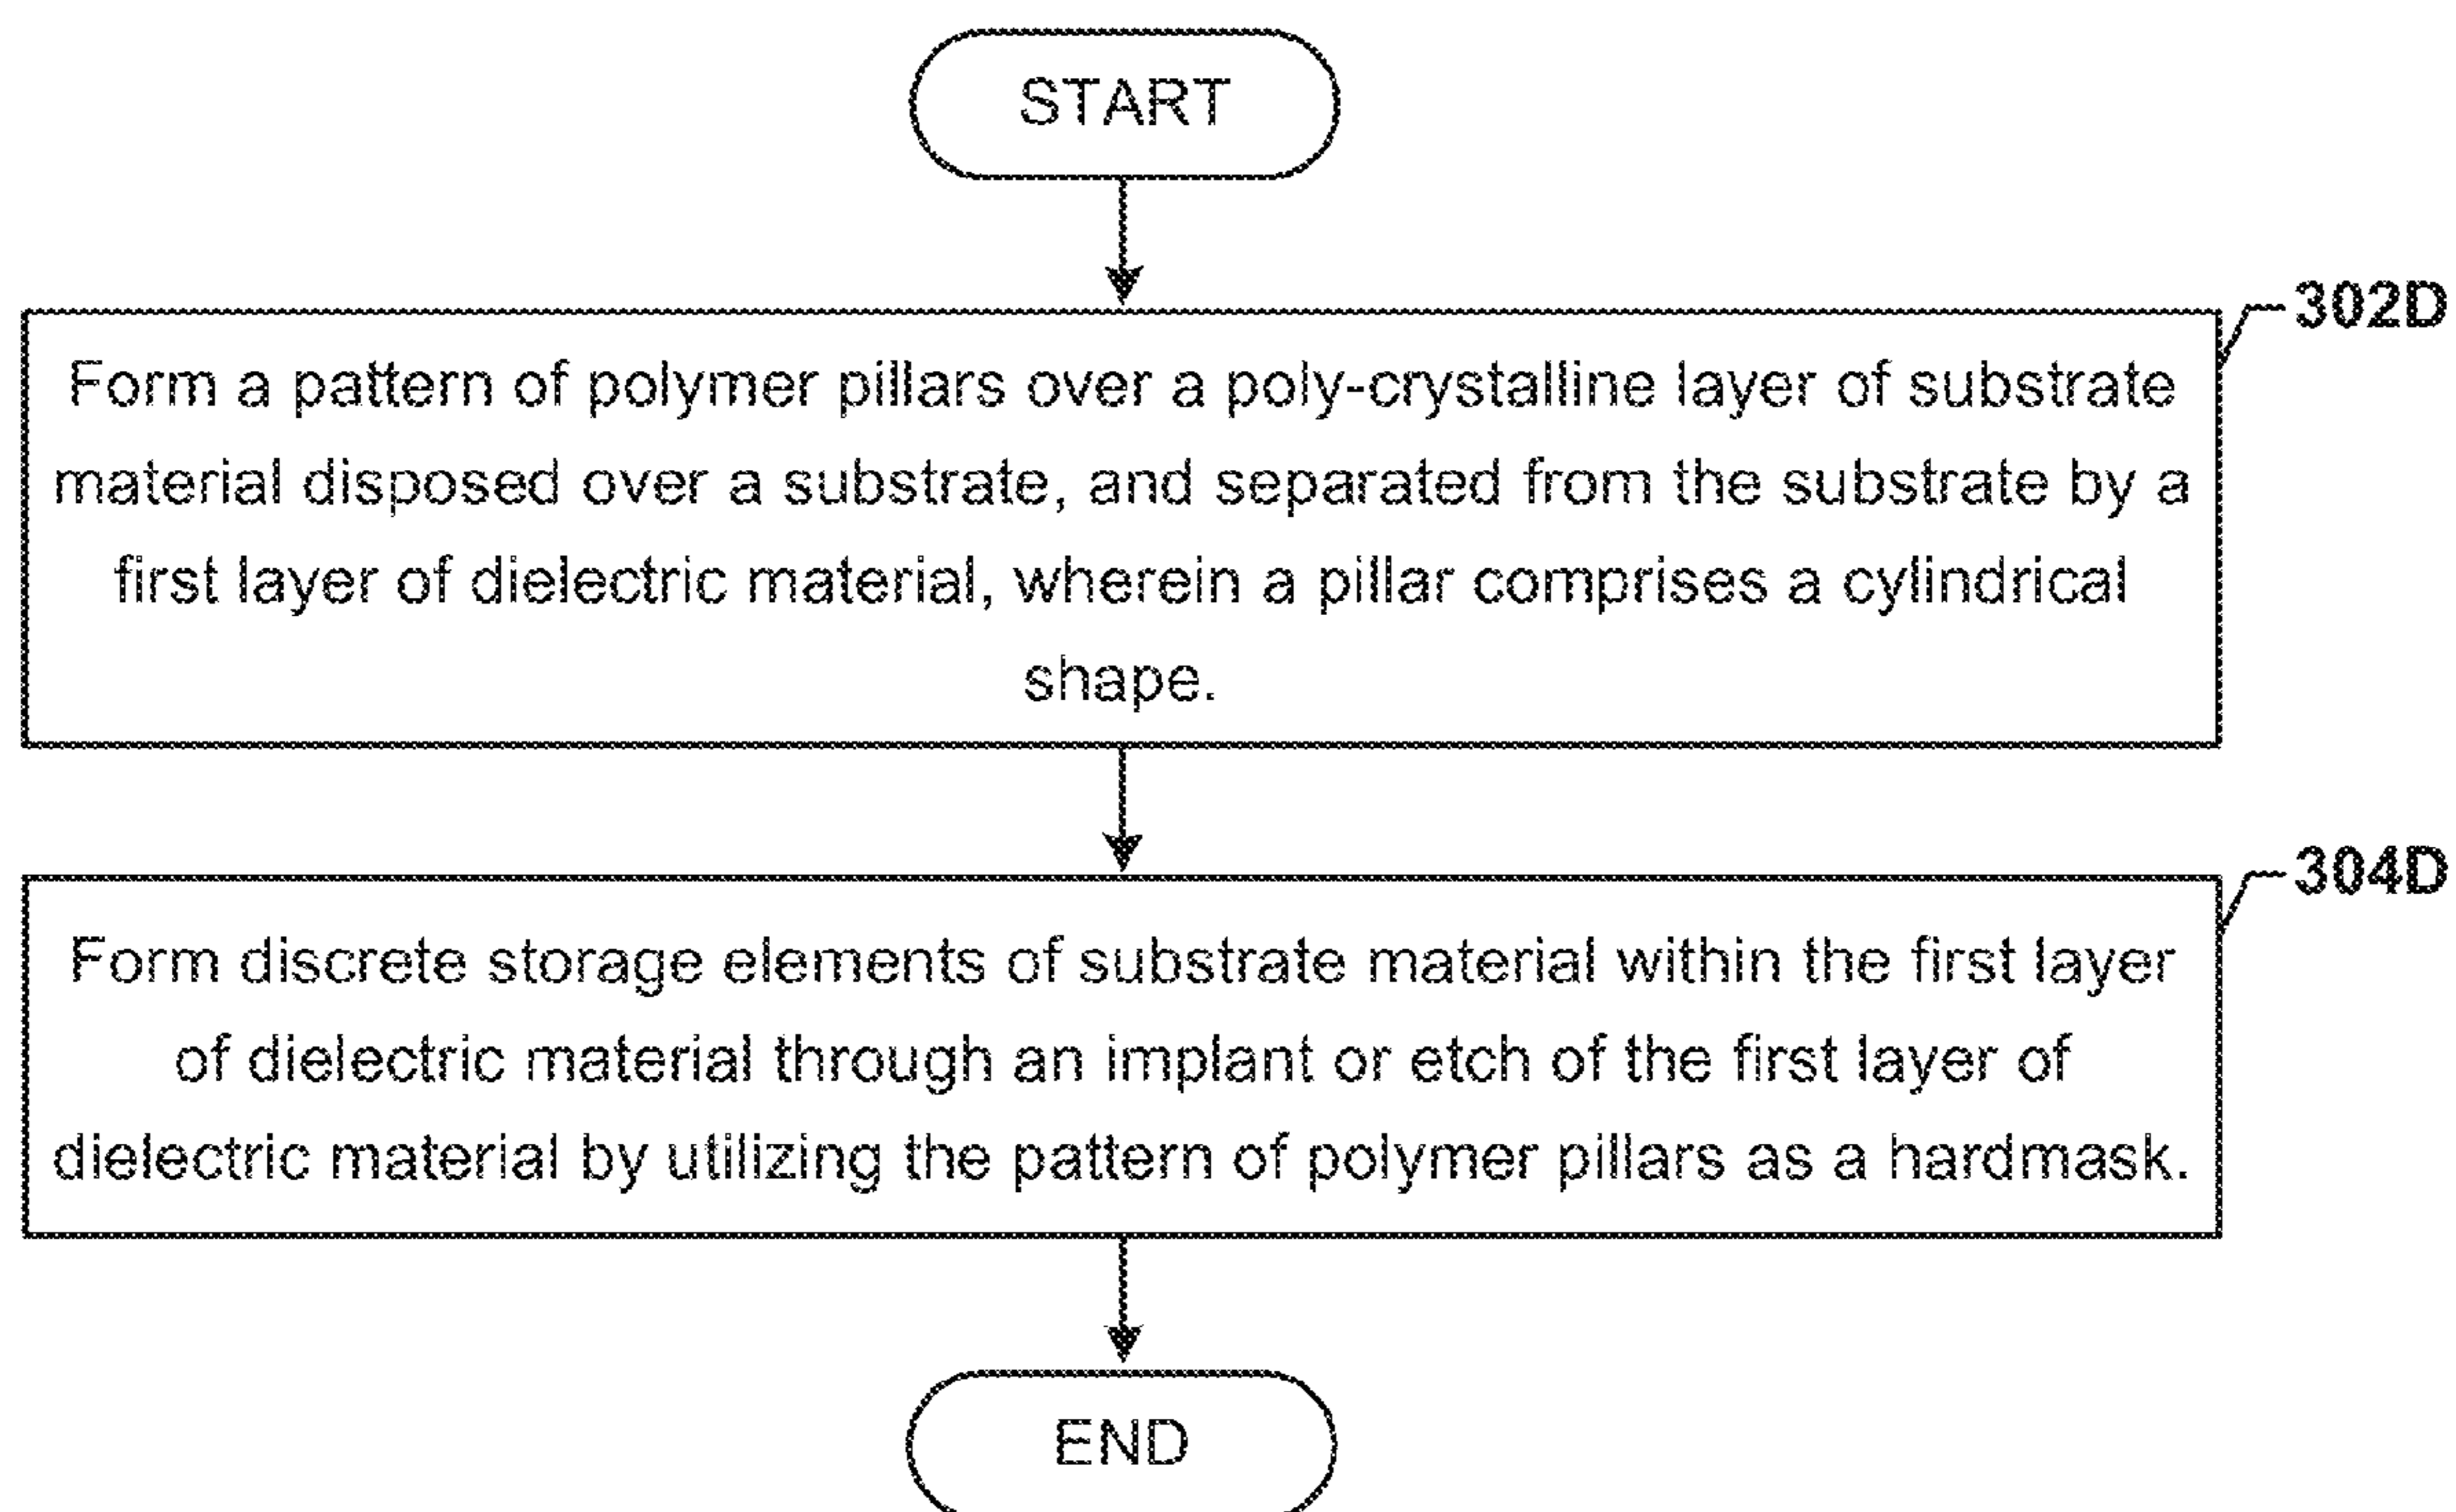 START
302D
Form a pattern of polymer pillars over a poly-crystalline layer of substrate
material disposed over a substrate, and separated from the substrate by a
first layer of dielectric material, wherein a pillar comprises a cylindrical
shape.
304D
Form discrete storage elements of substrate material within the first layer
of dielectric material through an implant or etch of the first layer of
dielectric material by utilizing the pattern of polymer pillars as a hardmask.
END